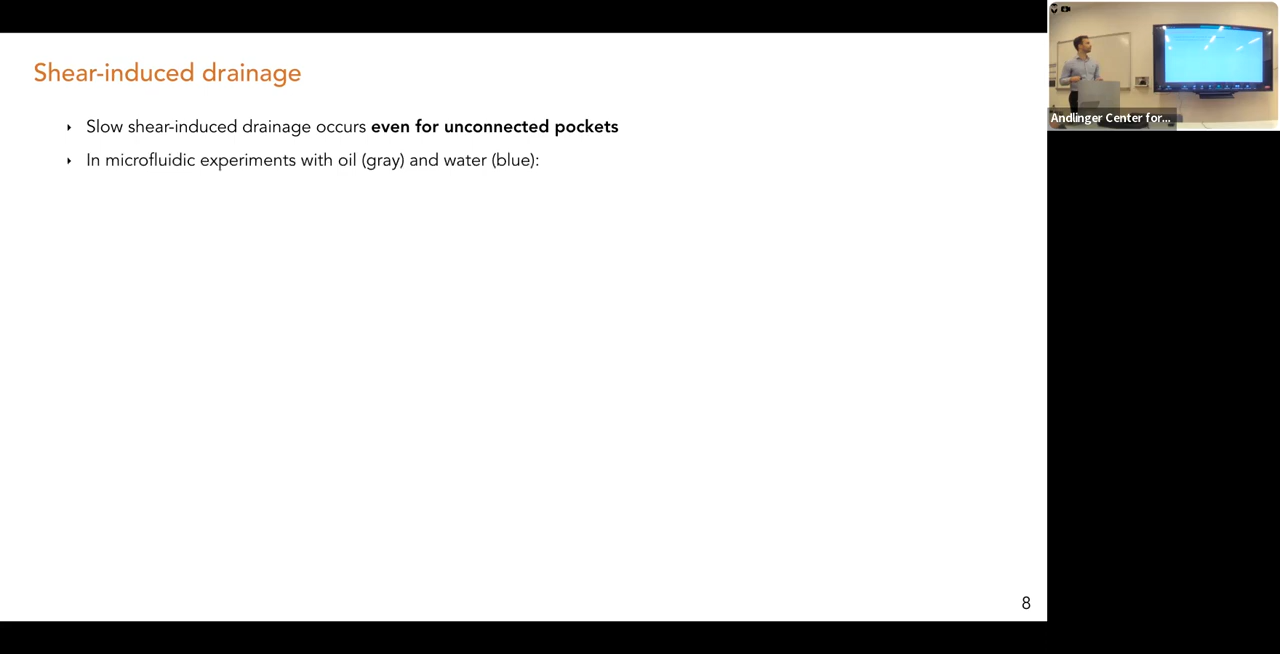 Shear-induced drainage
‣ Slow shear-induced drainage occurs even for unconnected pockets
‣ In microfluidic experiments with oil (gray) and water (blue):
8
Andlinger Center for...